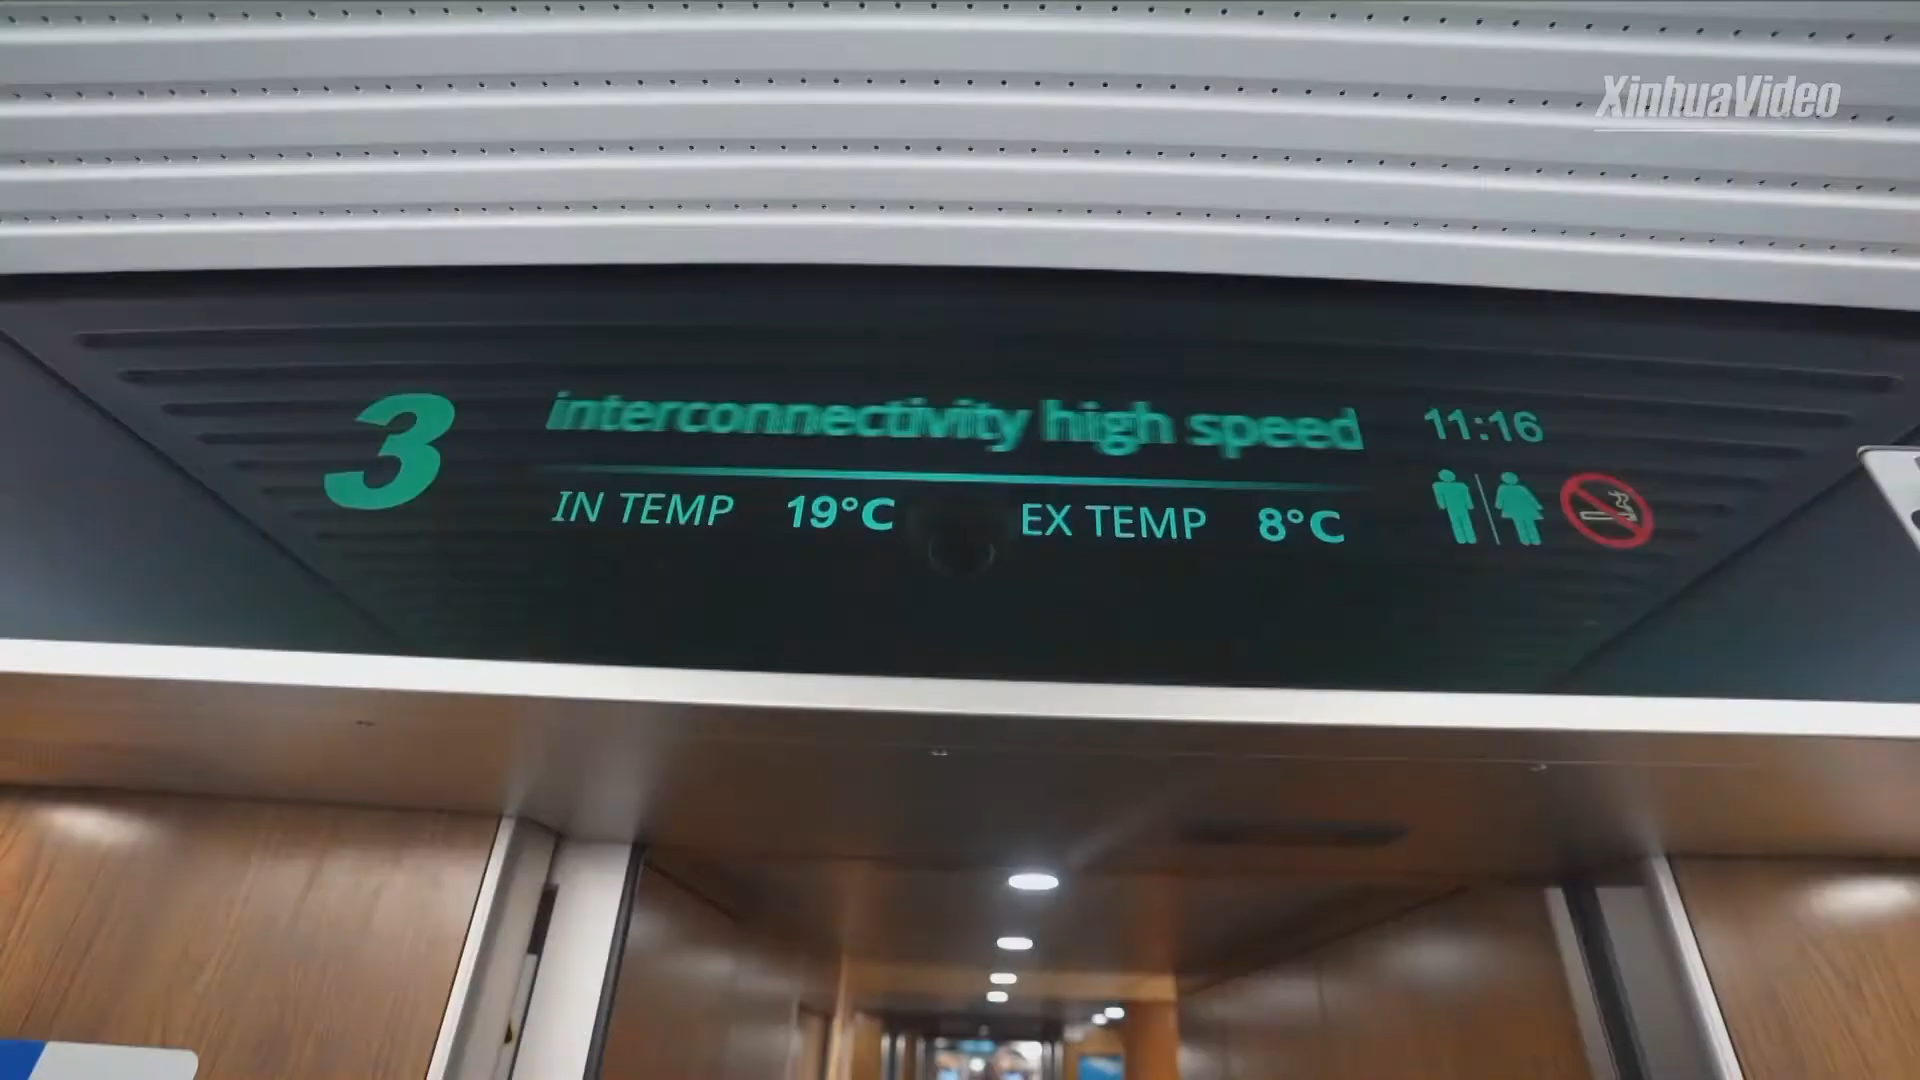 XinhuaVideo
3
interconnectivity high speed
11:16
IN TEMP 19°C EX TEMP 8°C